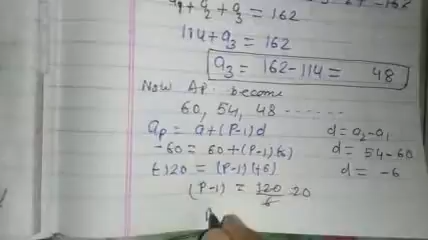 a₁ + a₂ + a₃ = 162
114 + a₃ = 162
a₃ = 162 - 114 = 48
Now AP. become
60, 54, 48 ------
ap = a + (P-1)d d = a₂ - a₁
-60 = 60 + (P-1)(-6) d = 54 - 60
+120 = (P-1)(+6) d = -6
(P-1) = 120/6 20